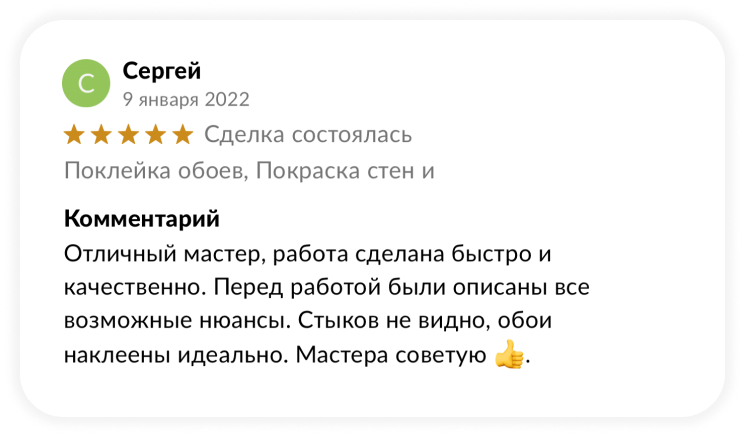 С
Сергей
9 января 2022
Сделка состоялась
Поклейка обоев, Покраска стен и
Комментарий
Отличный мастер, работа сделана быстро и
качественно. Перед работой были описаны все
возможные нюансы. Стыков не видно, обои
наклеены идеально. Мастера советую 👍.